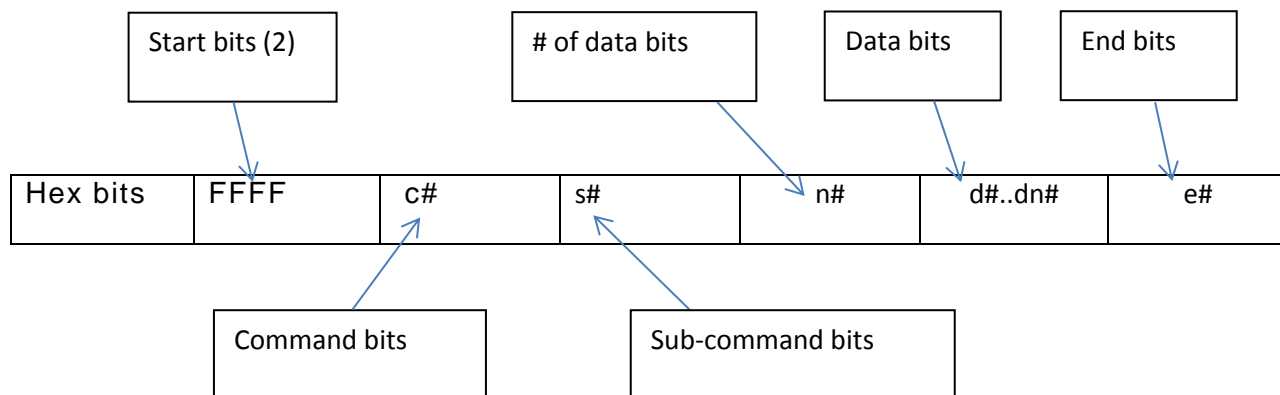 Start bits (2)
# of data bits
Data bits
End bits
Hex bits FFFF c# s# n# d#..dn# e#
Command bits
Sub-command bits